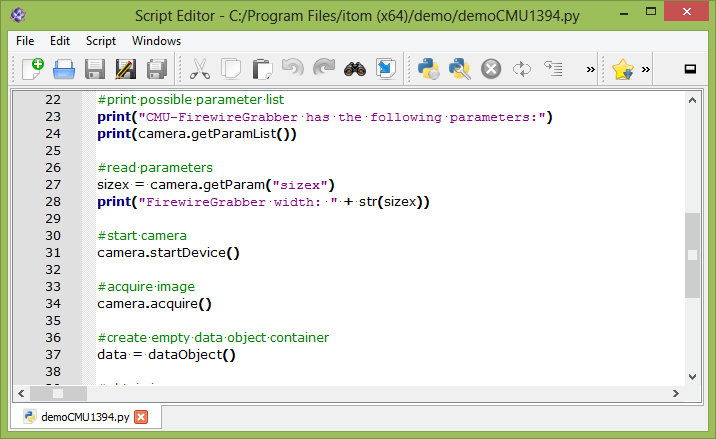 Script Editor - C:/Program Files/itom (x64)/demo/demoCMU1394.py
File Edit Script Windows
22 #print possible parameter list
23 print("CMU-FirewireGrabber has the following parameters:")
24 print(camera.getParamList())
25
26 #read parameters
27 sizex = camera.getParam("sizex")
28 print("FirewireGrabber width: " + str(sizex))
29
30 #start camera
31 camera.startDevice()
32
33 #acquire image
34 camera.acquire()
35
36 #create empty data object container
37 data = dataObject()
38
demoCMU1394.py